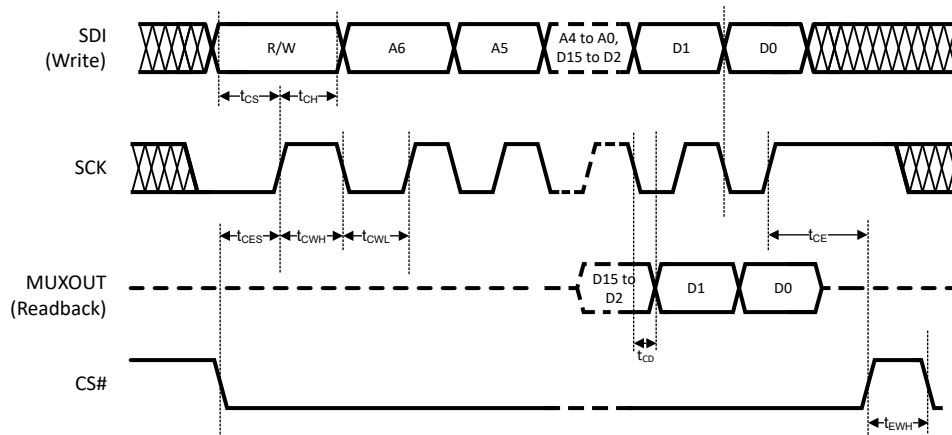 SDI
(Write)
R/W
A6
A5
A4 to A0,
D15 to D2
D1
D0
tCS
tCH
SCK
tCES
tCWH
tCWL
tCE
MUXOUT
(Readback)
D15 to
D2
D1
D0
tCD
CS#
tEWH